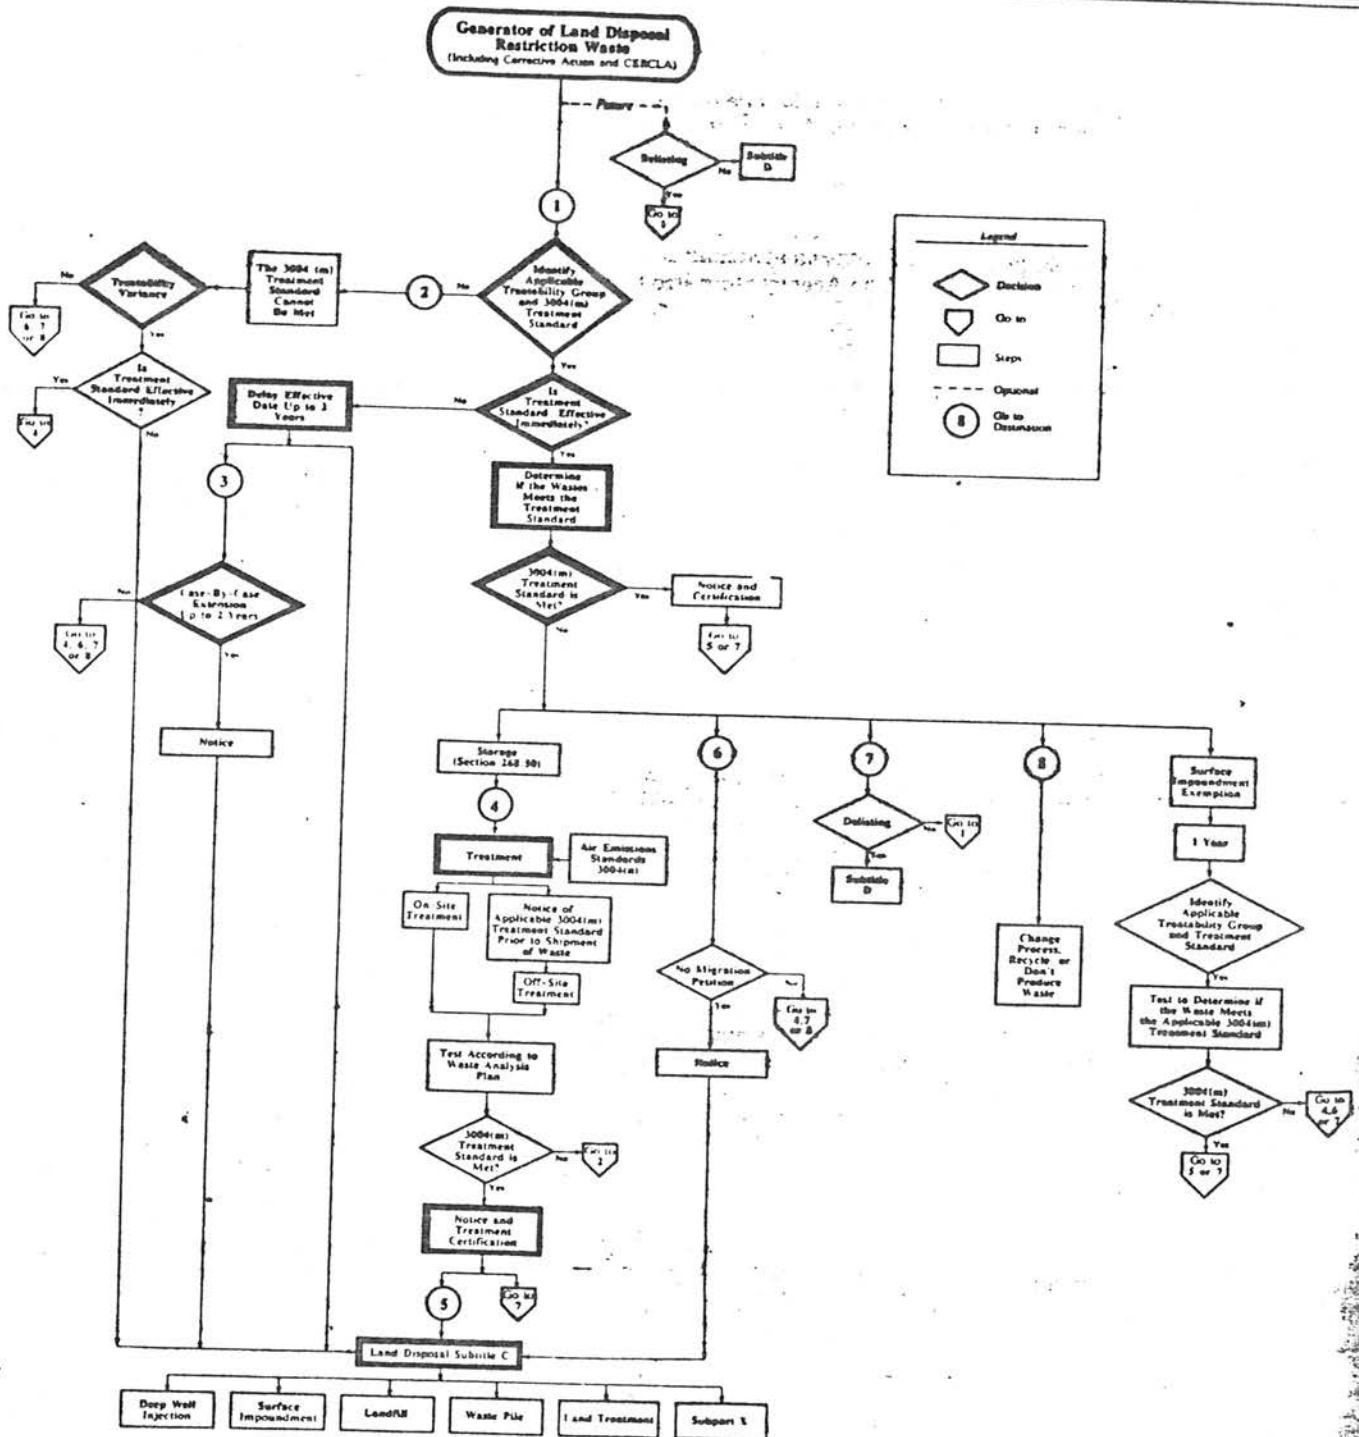 Generator of Land Disposal
Restriction Waste
(Including Corrective Action and CERCLA)
Delisting
No
Subtitle
D
Yes
Go to
1
Identify
Applicable
Treatability Group
and 3004(m)
Treatment
Standard
No
2
The 3004 (m)
Treatment
Standard
Cannot
Be Met
Treatability
Variance
No
Go to
6, 7
or 8
Yes
Is
Treatment
Standard Effective
Immediately
?
Yes
Go to
4
No
Yes
Is
Treatment
Standard Effective
Immediately?
No
Delay Effective
Date Up to 2
Years
3
Case-By-Case
Extension
Up to 2 Years
No
Go to
4, 6, 7
or 8
Yes
Notice
Yes
Determine
if the Wastes
Meets the
Treatment
Standard
3004(m)
Treatment
Standard is
Met?
Yes
Notice and
Certification
Go to
5 or 7
No
Legend
Decision
Go to
Steps
Optional
8
Go to
Destination
Storage
(Section 268.50)
4
Treatment
Air Emissions
Standards
3004(n)
On-Site
Treatment
Notice of
Applicable 3004(m)
Treatment Standard
Prior to Shipment
of Waste
Off-Site
Treatment
Test According to
Waste Analysis
Plan
3004(m)
Treatment
Standard is
Met?
No
Go to
2
Yes
Notice and
Treatment
Certification
5
Go to
7
6
No Migration
Petition
No
Go to
4,7
or 8
Yes
Notice
7
Delisting
No
Go to
1
Yes
Subtitle
D
8
Change
Process,
Recycle or
Don't
Produce
Waste
Surface
Impoundment
Exemption
1 Year
Identify
Applicable
Treatability Group
and Treatment
Standard
Yes
Test to Determine if
the Waste Meets
the Applicable 3004(m)
Treatment Standard
3004(m)
Treatment Standard
is Met?
No
Go to
4,6
or 7
Yes
Go to
5 or 7
Land Disposal Subtitle C
Deep Well
Injection
Surface
Impoundment
Landfill
Waste Pile
Land Treatment
Subpart X